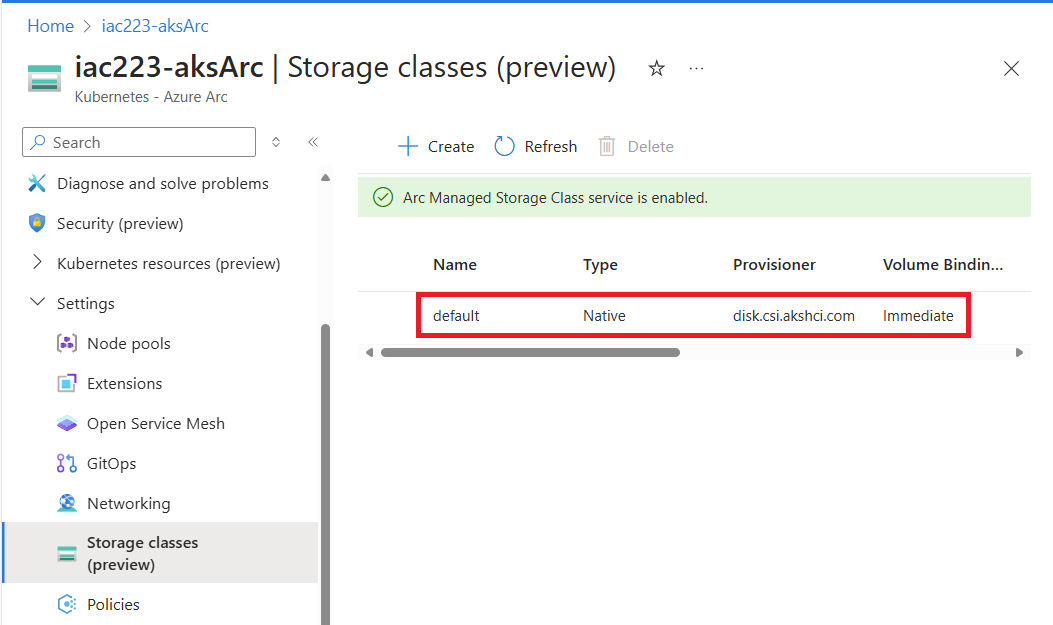 Home > iac223-aksArc
iac223-aksArc | Storage classes (preview)
Kubernetes - Azure Arc
Search
Diagnose and solve problems
Security (preview)
Kubernetes resources (preview)
Settings
Node pools
Extensions
Open Service Mesh
GitOps
Networking
Storage classes
(preview)
Policies
Create Refresh Delete
Arc Managed Storage Class service is enabled.
Name Type Provisioner Volume Bindin...
default Native disk.csi.akshci.com Immediate